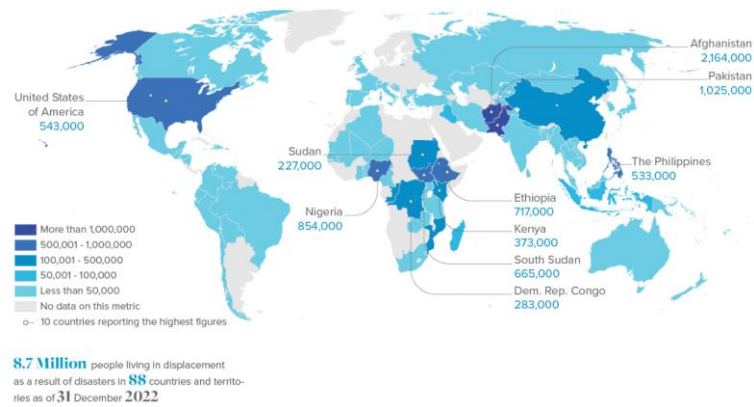 Afghanistan
2,164,000
Pakistan
1,025,000
United States
of America
543,000
Sudan
227,000
The Philippines
533,000
Nigeria
854,000
Ethiopia
717,000
Kenya
373,000
South Sudan
665,000
Dem. Rep. Congo
283,000
More than 1,000,000
500,001 - 1,000,000
100,001 - 500,000
50,001 - 100,000
Less than 50,000
No data on this metric
10 countries reporting the highest figures
8.7 Million people living in displacement
as a result of disasters in 88 countries and territo-
ries as of 31 December 2022